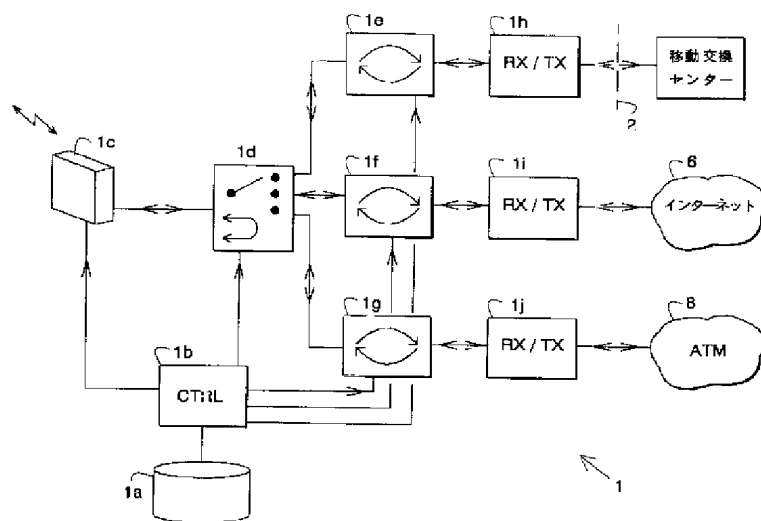 1e
1h
RX / TX
移動交換
センター
2
1c
1d
1f
1i
RX / TX
6
インターネット
1g
1j
RX / TX
8
ATM
1b
CTRL
1a
1